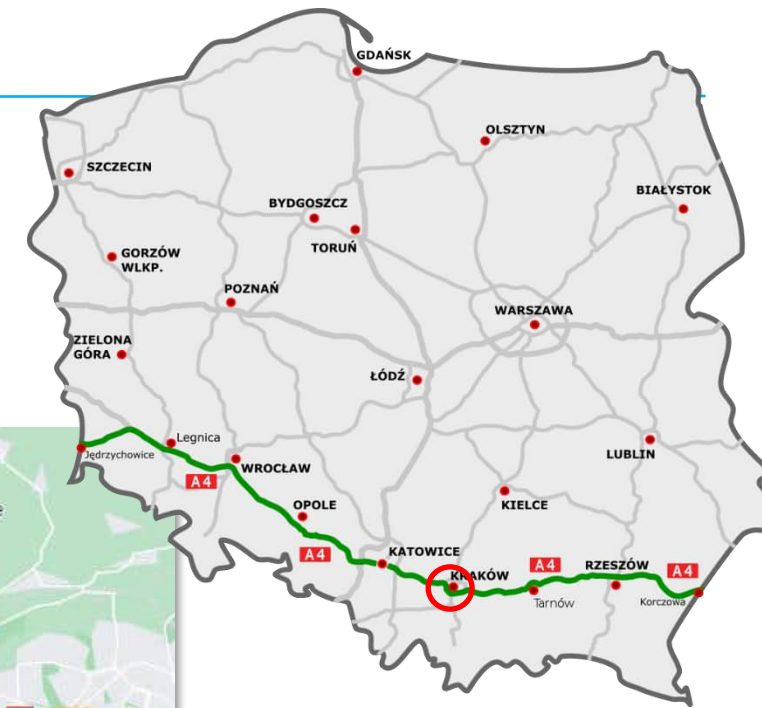 GDAŃSK
OLSZTYN
SZCZECIN
BIAŁYSTOK
BYDGOSZCZ
TORUŃ
GORZÓW
WLKP.
POZNAŃ
WARSZAWA
ZIELONA
GÓRA
ŁÓDŹ
Legnica
Jędrzychowice
WROCŁAW
LUBLIN
A4
OPOLE
KIELCE
A4
KATOWICE
KRAKÓW
A4
RZESZÓW
A4
Tarnów
Korczowa